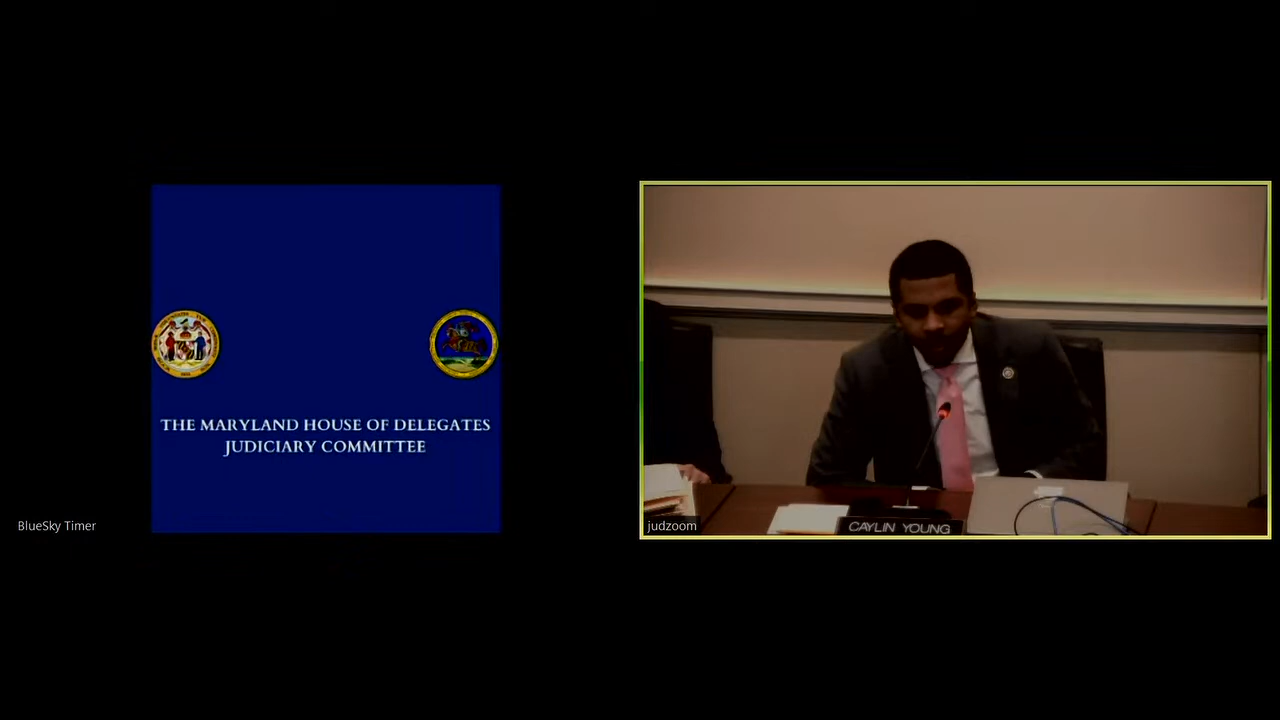 THE MARYLAND HOUSE OF DELEGATES
JUDICIARY COMMITTEE
BlueSky Timer
judzoom
CAYLIN YOUNG